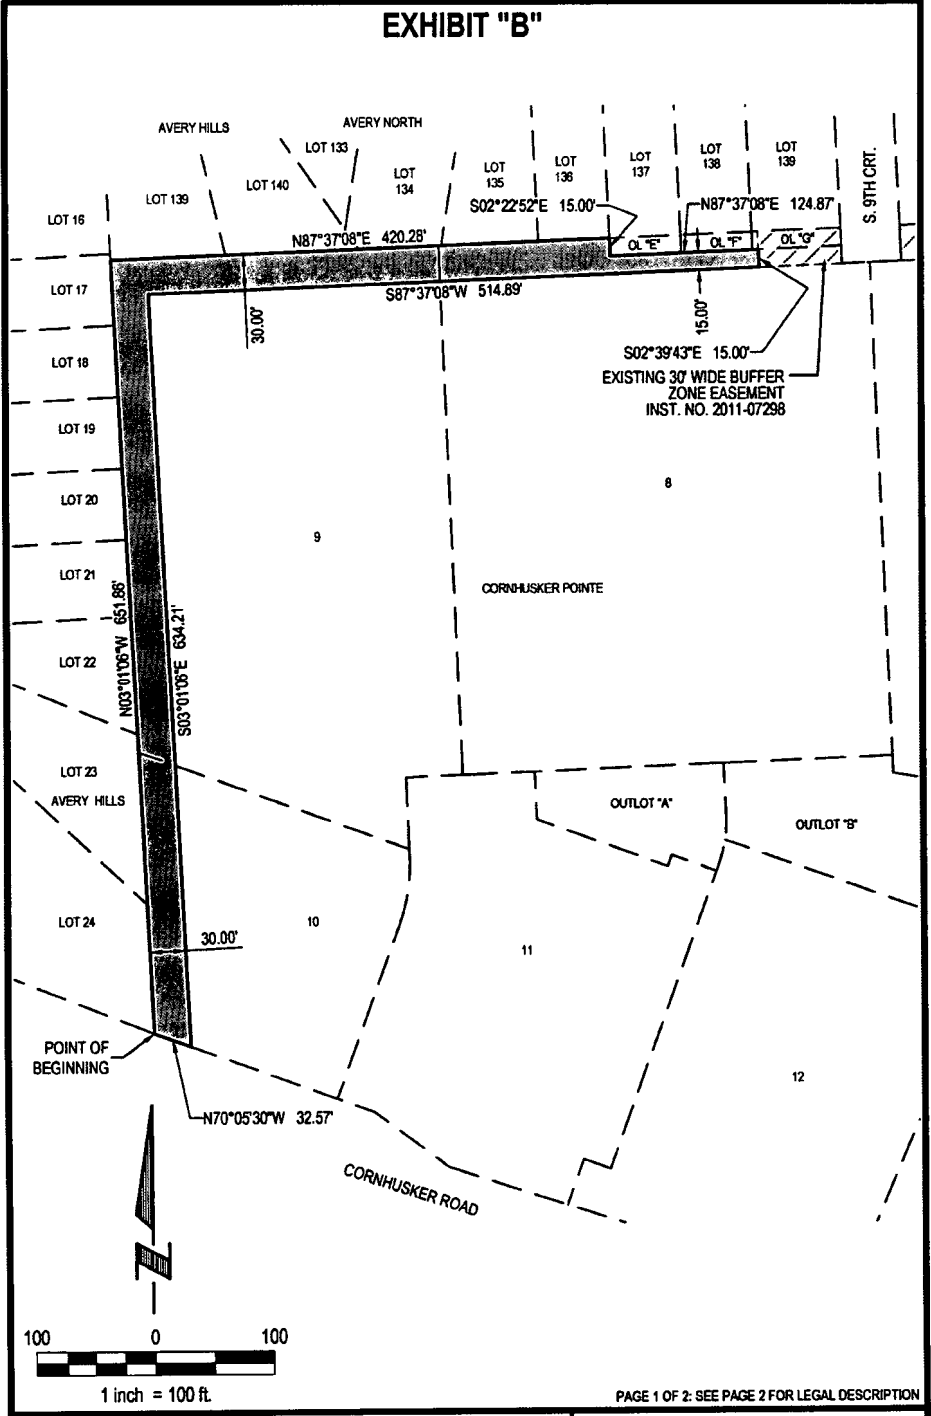 EXHIBIT "B"
AVERY HILLS
AVERY NORTH
LOT 133
LOT 16
LOT 139
LOT 140
LOT
134
LOT
135
LOT
136
LOT
137
LOT
138
LOT
139
S. 9TH CRT.
S02°22'52"E 15.00'
N87°37'08"E 124.87'
N87°37'08"E 420.28'
OL "E"
OL "F"
OL "G"
LOT 17
S87°37'08"W 514.89'
30.00'
15.00'
LOT 18
S02°39'43"E 15.00'
EXISTING 30' WIDE BUFFER
ZONE EASEMENT
INST. NO. 2011-07298
LOT 19
LOT 20
8
9
LOT 21
CORNHUSKER POINTE
N03°01'06"W 651.86'
S03°01'06"E 634.21'
LOT 22
LOT 23
AVERY HILLS
OUTLOT "A"
OUTLOT "B"
LOT 24
10
30.00'
11
POINT OF
BEGINNING
12
N70°05'30"W 32.57'
CORNHUSKER ROAD
N
100 0 100
1 inch = 100 ft.
PAGE 1 OF 2: SEE PAGE 2 FOR LEGAL DESCRIPTION